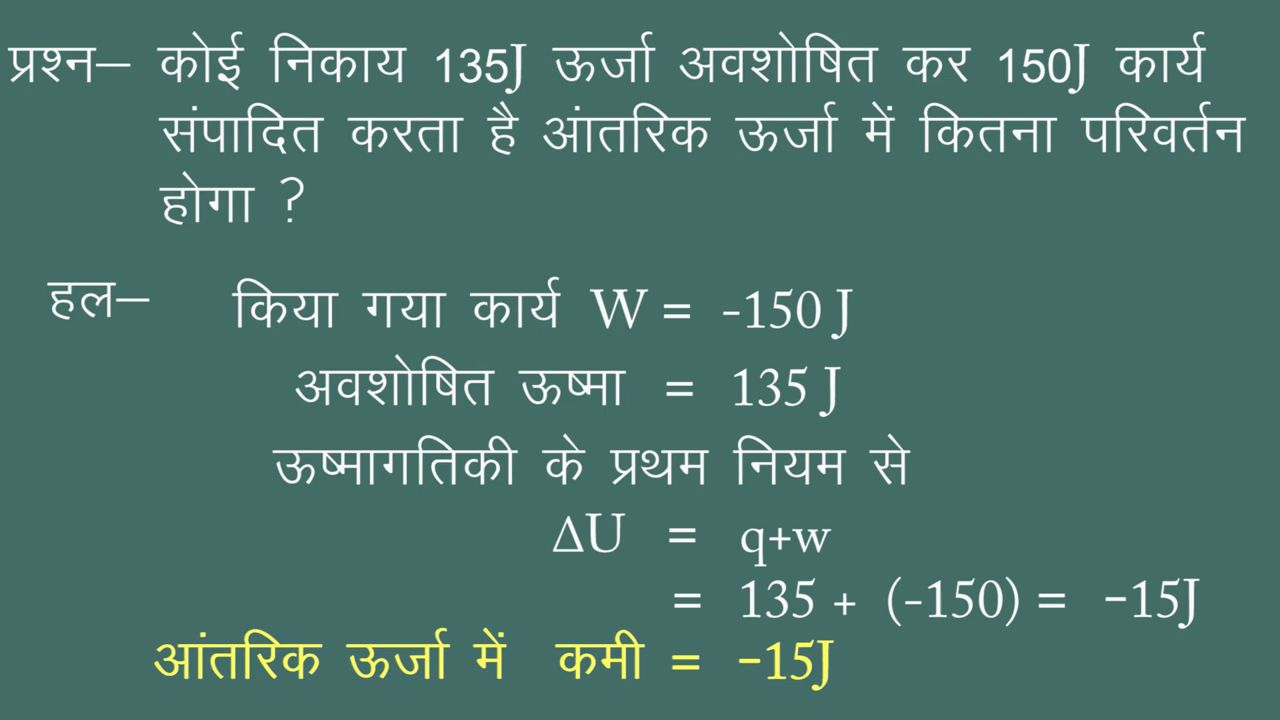 प्रश्न– कोई निकाय 135J ऊर्जा अवशोषित कर 150J कार्य
संपादित करता है आंतरिक ऊर्जा में कितना परिवर्तन
होगा ?
हल– किया गया कार्य W = -150 J
अवशोषित ऊष्मा = 135 J
ऊष्मागतिकी के प्रथम नियम से
∆U = q+w
= 135 + (-150) = -15J
आंतरिक ऊर्जा में कमी = -15J